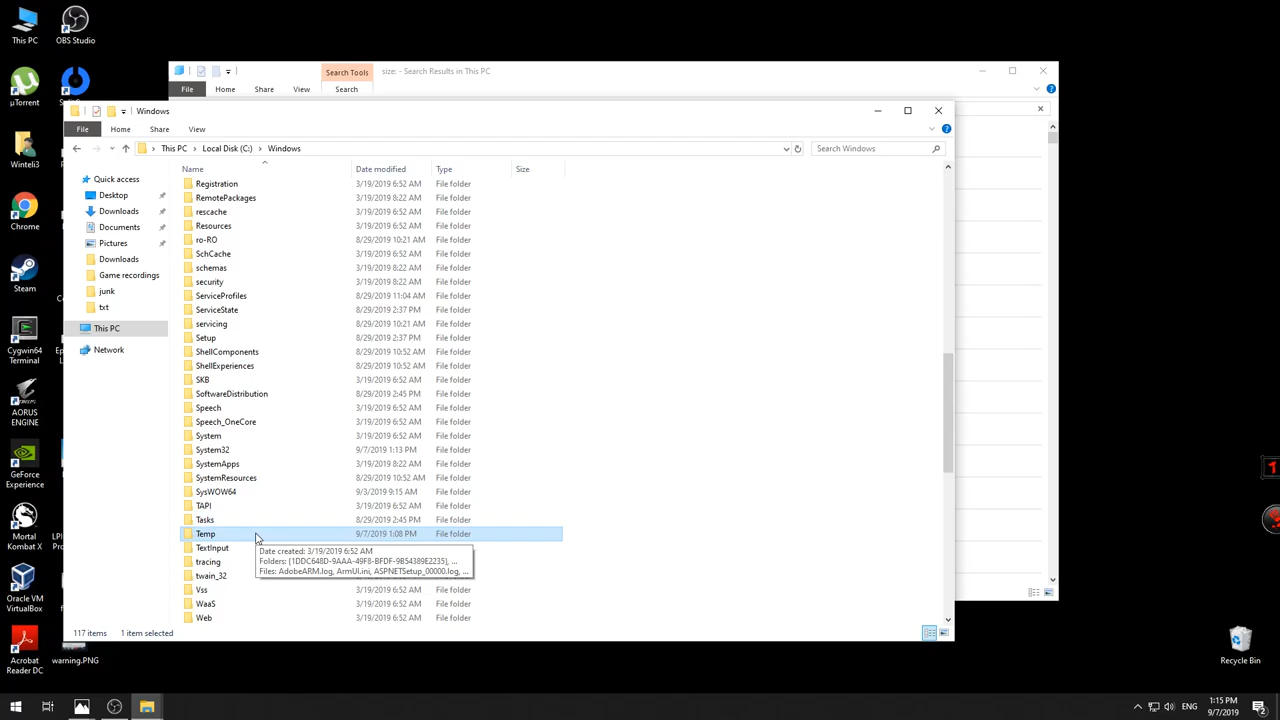 This PC
OBS Studio
µTorrent
Winteli3
Chrome
Steam
Cygwin64
Terminal
AORUS
ENGINE
GeForce
Experience
Mortal
Kombat X
Oracle VM
VirtualBox
Acrobat
Reader DC
warning.PNG
Recycle Bin
Search Tools
size: - Search Results in This PC
File
Home
Share
View
Search
Windows
File
Home
Share
View
This PC
Local Disk (C:)
Windows
Search Windows
Quick access
Desktop
Downloads
Documents
Pictures
Downloads
Game recordings
junk
txt
This PC
Network
Name Date modified Type Size
Registration 3/19/2019 6:52 AM File folder
RemotePackages 3/19/2019 8:22 AM File folder
rescache 3/19/2019 6:52 AM File folder
Resources 3/19/2019 6:52 AM File folder
ro-RO 8/29/2019 10:21 AM File folder
SchCache 3/19/2019 6:52 AM File folder
schemas 3/19/2019 8:22 AM File folder
security 3/19/2019 8:22 AM File folder
ServiceProfiles 8/29/2019 11:04 AM File folder
ServiceState 8/29/2019 2:37 PM File folder
servicing 8/29/2019 10:21 AM File folder
Setup 8/29/2019 2:37 PM File folder
ShellComponents 8/29/2019 10:52 AM File folder
ShellExperiences 8/29/2019 10:52 AM File folder
SKB 3/19/2019 6:52 AM File folder
SoftwareDistribution 8/29/2019 2:45 PM File folder
Speech 3/19/2019 6:52 AM File folder
Speech_OneCore 3/19/2019 6:52 AM File folder
System 3/19/2019 6:52 AM File folder
System32 9/7/2019 1:13 PM File folder
SystemApps 3/19/2019 8:22 AM File folder
SystemResources 8/29/2019 10:52 AM File folder
SysWOW64 9/3/2019 9:15 AM File folder
TAPI 3/19/2019 6:52 AM File folder
Tasks 8/29/2019 2:45 PM File folder
Temp 9/7/2019 1:08 PM File folder
TextInput
tracing
twain_32
Date created: 3/19/2019 6:52 AM
Folders: {1DDC648D-9AAA-49F8-BFDF-9B54389E2235}, ...
Files: AdobeARM.log, ArmUI.ini, ASPNETSetup_00000.log, ...
Vss 3/19/2019 6:52 AM File folder
WaaS 3/19/2019 6:52 AM File folder
Web 3/19/2019 6:52 AM File folder
117 items 1 item selected
ENG
1:15 PM
9/7/2019
2